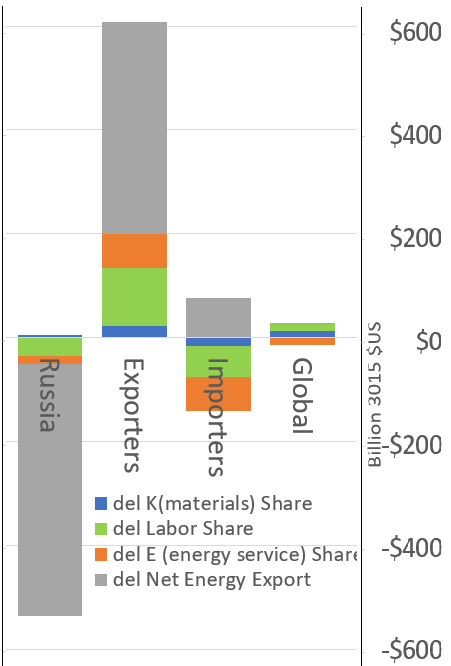 $600
$400
$200
$0
-$200
-$400
-$600
Billion 3015 $US
Russia
Exporters
Importers
Global
del K(materials) Share
del Labor Share
del E (energy service) Share
del Net Energy Export